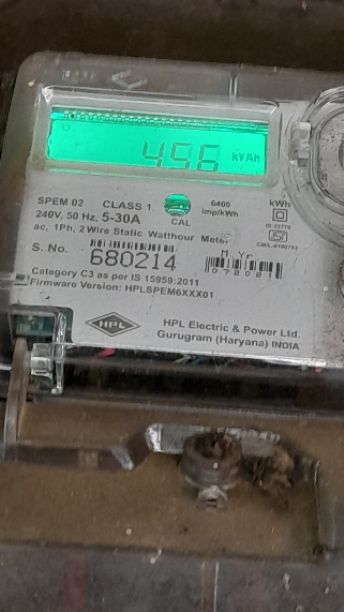 456 kVAh
SPEM 02 CLASS 1 6400 kWh
240V, 50 Hz, 5-30A CAL imp/kWh
ac, 1Ph, 2 Wire Static Watthour Meter
S. No. 680214 M Yr
Category C3 as per IS 15959:2011
Firmware Version: HPLSPEM6XXX01
HPL
HPL Electric & Power Ltd.
Gurugram (Haryana) INDIA